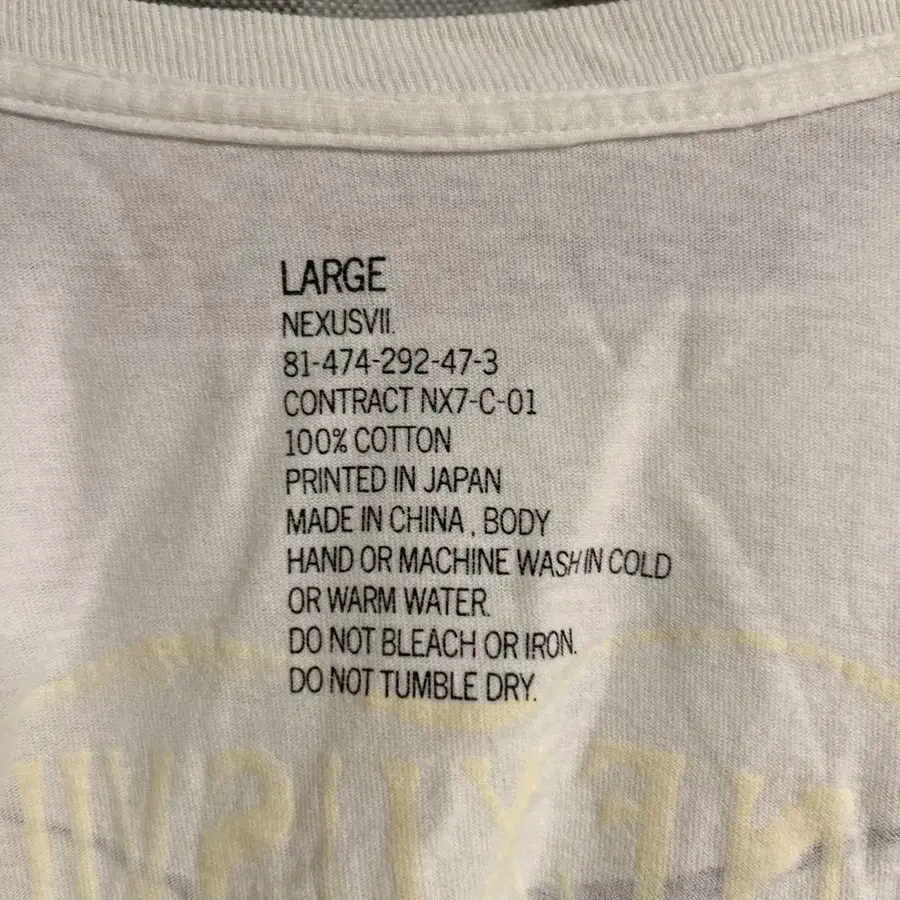 LARGE
NEXUSVII.
81-474-292-47-3
CONTRACT NX7-C-01
100% COTTON
PRINTED IN JAPAN
MADE IN CHINA , BODY
HAND OR MACHINE WASH IN COLD
OR WARM WATER.
DO NOT BLEACH OR IRON.
DO NOT TUMBLE DRY.
NEXUSVII